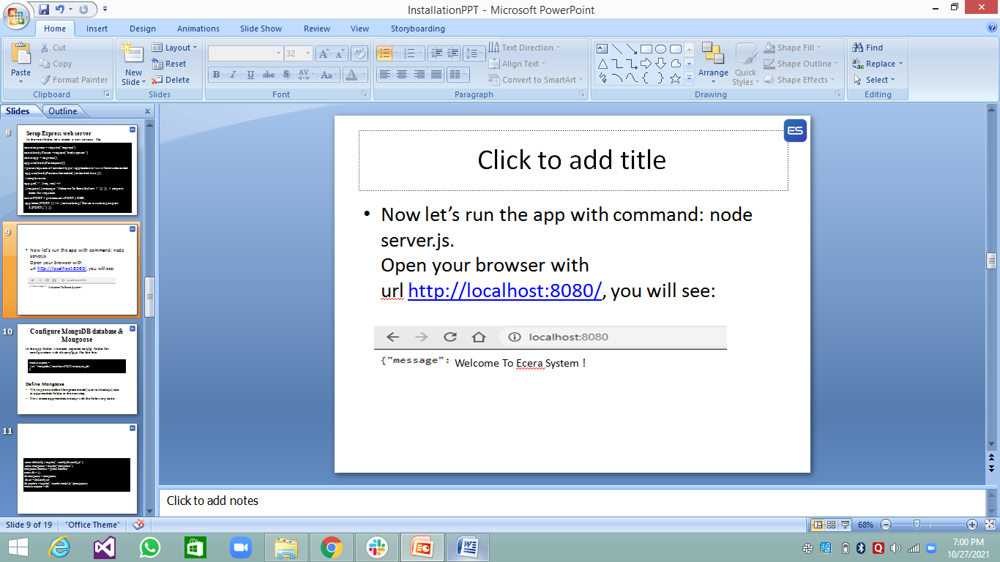 InstallationPPT - Microsoft PowerPoint
Home Insert Design Animations Slide Show Review View Storyboarding
Paste
Cut
Copy
Format Painter
Clipboard
New Slide
Layout
Reset
Delete
Slides
32
B I U abc S AV Aa A
Font
Text Direction
Align Text
Convert to SmartArt
Paragraph
Arrange
Quick Styles
Shape Fill
Shape Outline
Shape Effects
Drawing
Find
Replace
Select
Editing
Slides Outline x
8
Setup Express web server
9
• Now let's run the app with command: node
server.js.
Open your browser with
url http://localhost:8080/, you will see:
localhost:8080
{"message": Welcome To Ecera System !
10
Configure MongoDB database &
Mongoose
Define Mongoose
11
ES
Click to add title
• Now let’s run the app with command: node
server.js.
Open your browser with
url http://localhost:8080/, you will see:
localhost:8080
{"message": Welcome To Ecera System !
Click to add notes
Slide 9 of 19 "Office Theme" 68%
7:00 PM
10/27/2021